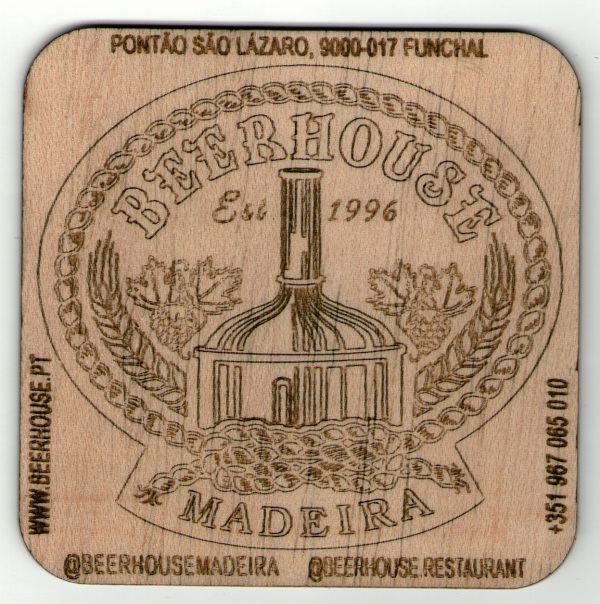 PONTÃO SÃO LÁZARO, 9000-017 FUNCHAL
BEERHOUSE
Est 1996
MADEIRA
WWW.BEERHOUSE.PT
+351 967 065 010
@BEERHOUSEMADEIRA @BEERHOUSE.RESTAURANT